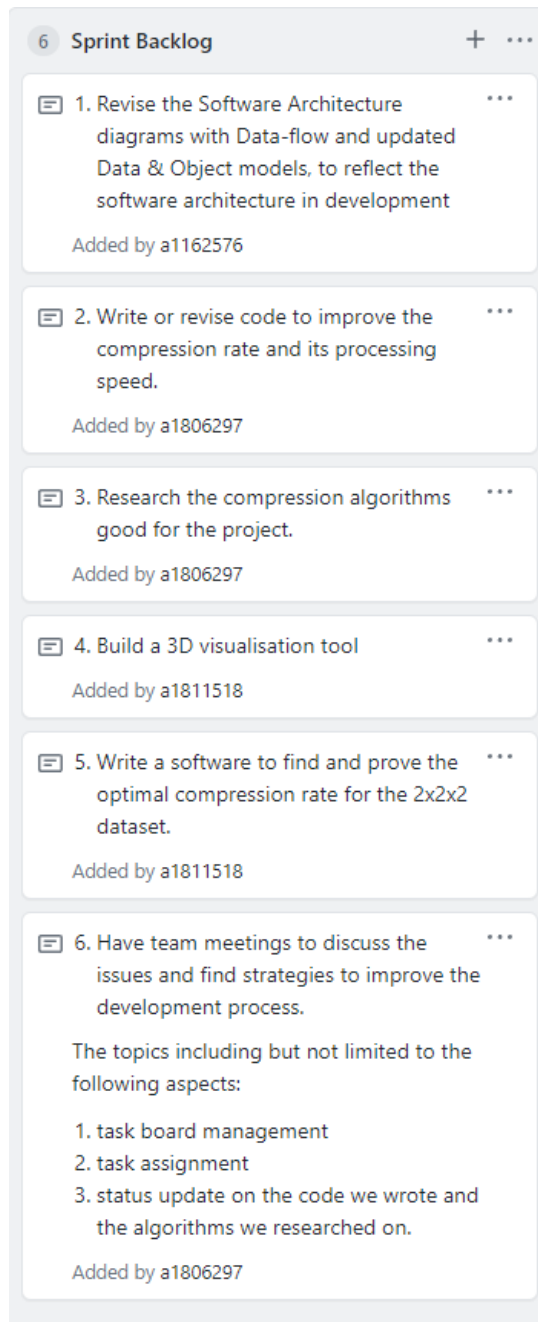 6 Sprint Backlog
1. Revise the Software Architecture
diagrams with Data-flow and updated
Data & Object models, to reflect the
software architecture in development
Added by a1162576
2. Write or revise code to improve the
compression rate and its processing
speed.
Added by a1806297
3. Research the compression algorithms
good for the project.
Added by a1806297
4. Build a 3D visualisation tool
Added by a1811518
5. Write a software to find and prove the
optimal compression rate for the 2x2x2
dataset.
Added by a1811518
6. Have team meetings to discuss the
issues and find strategies to improve the
development process.
The topics including but not limited to the
following aspects:
1. task board management
2. task assignment
3. status update on the code we wrote and
the algorithms we researched on.
Added by a1806297